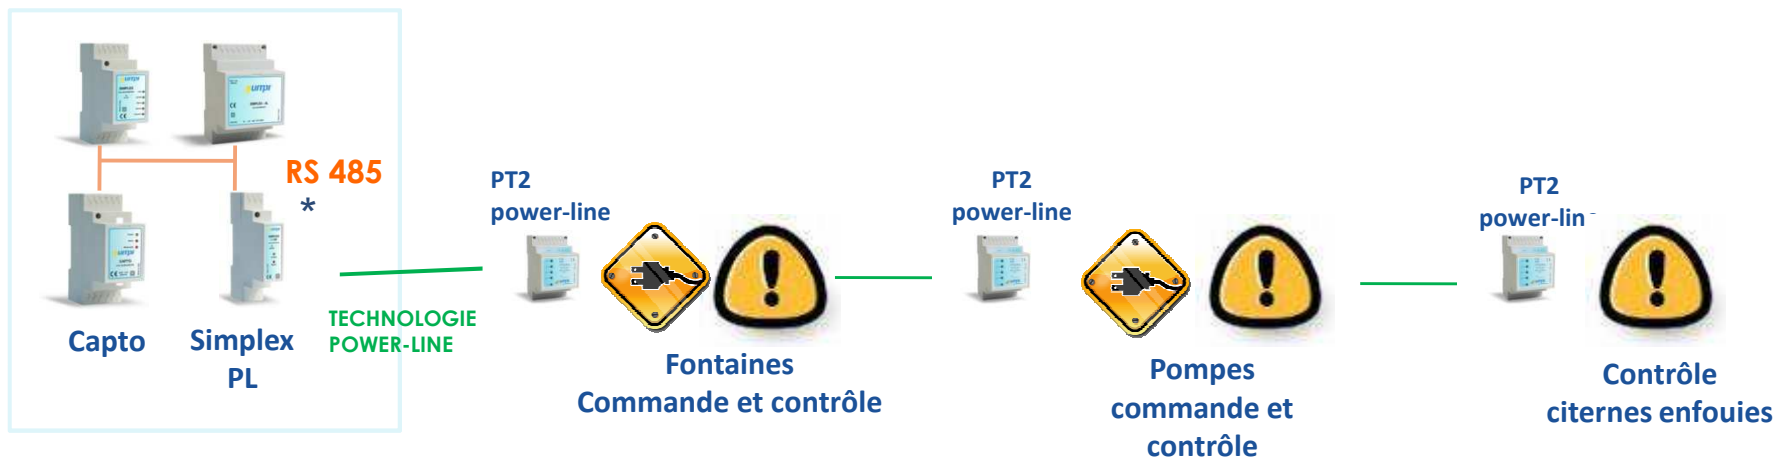 RS 485
*
Capto
Simplex
PL
TECHNOLOGIE
POWER-LINE
PT2
power-line
Fontaines
Commande et contrôle
PT2
power-line
Pompes
commande et
contrôle
PT2
power-lin
Contrôle
citernes enfouies